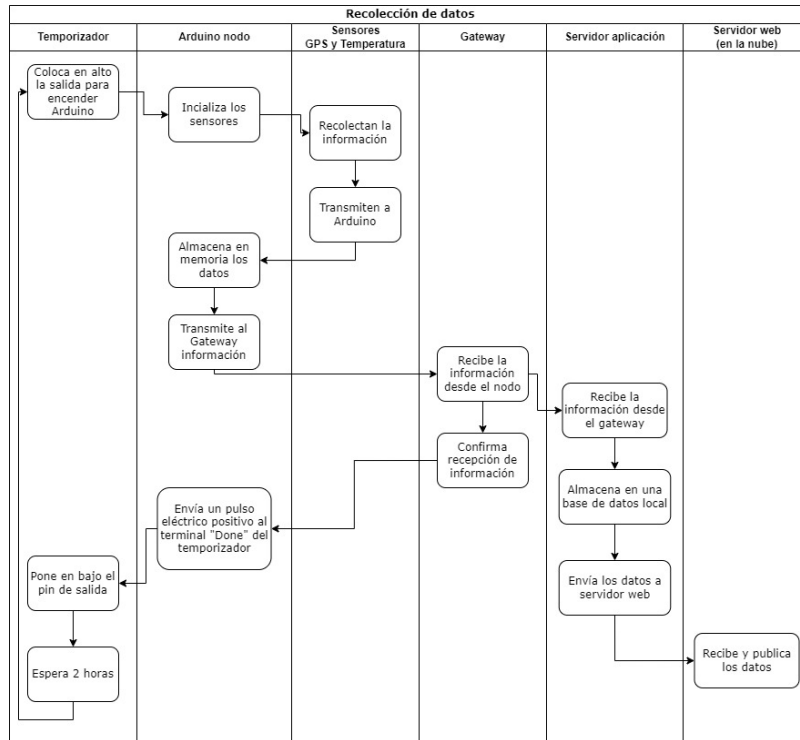 Recolección de datos
Temporizador
Arduino nodo
Sensores
GPS y Temperatura
Gateway
Servidor aplicación
Servidor web
(en la nube)
Coloca en alto
la salida para
encender
Arduino
Incializa los
sensores
Recolectan la
información
Transmiten a
Arduino
Almacena en
memoria los
datos
Transmite al
Gateway
información
Recibe la
información
desde el nodo
Recibe la
información desde
el gateway
Confirma
recepción de
información
Almacena en una
base de datos local
Envía un pulso
eléctrico positivo al
terminal "Done" del
temporizador
Pone en bajo el
pin de salida
Envía los datos a
servidor web
Espera 2 horas
Recibe y publica
los datos